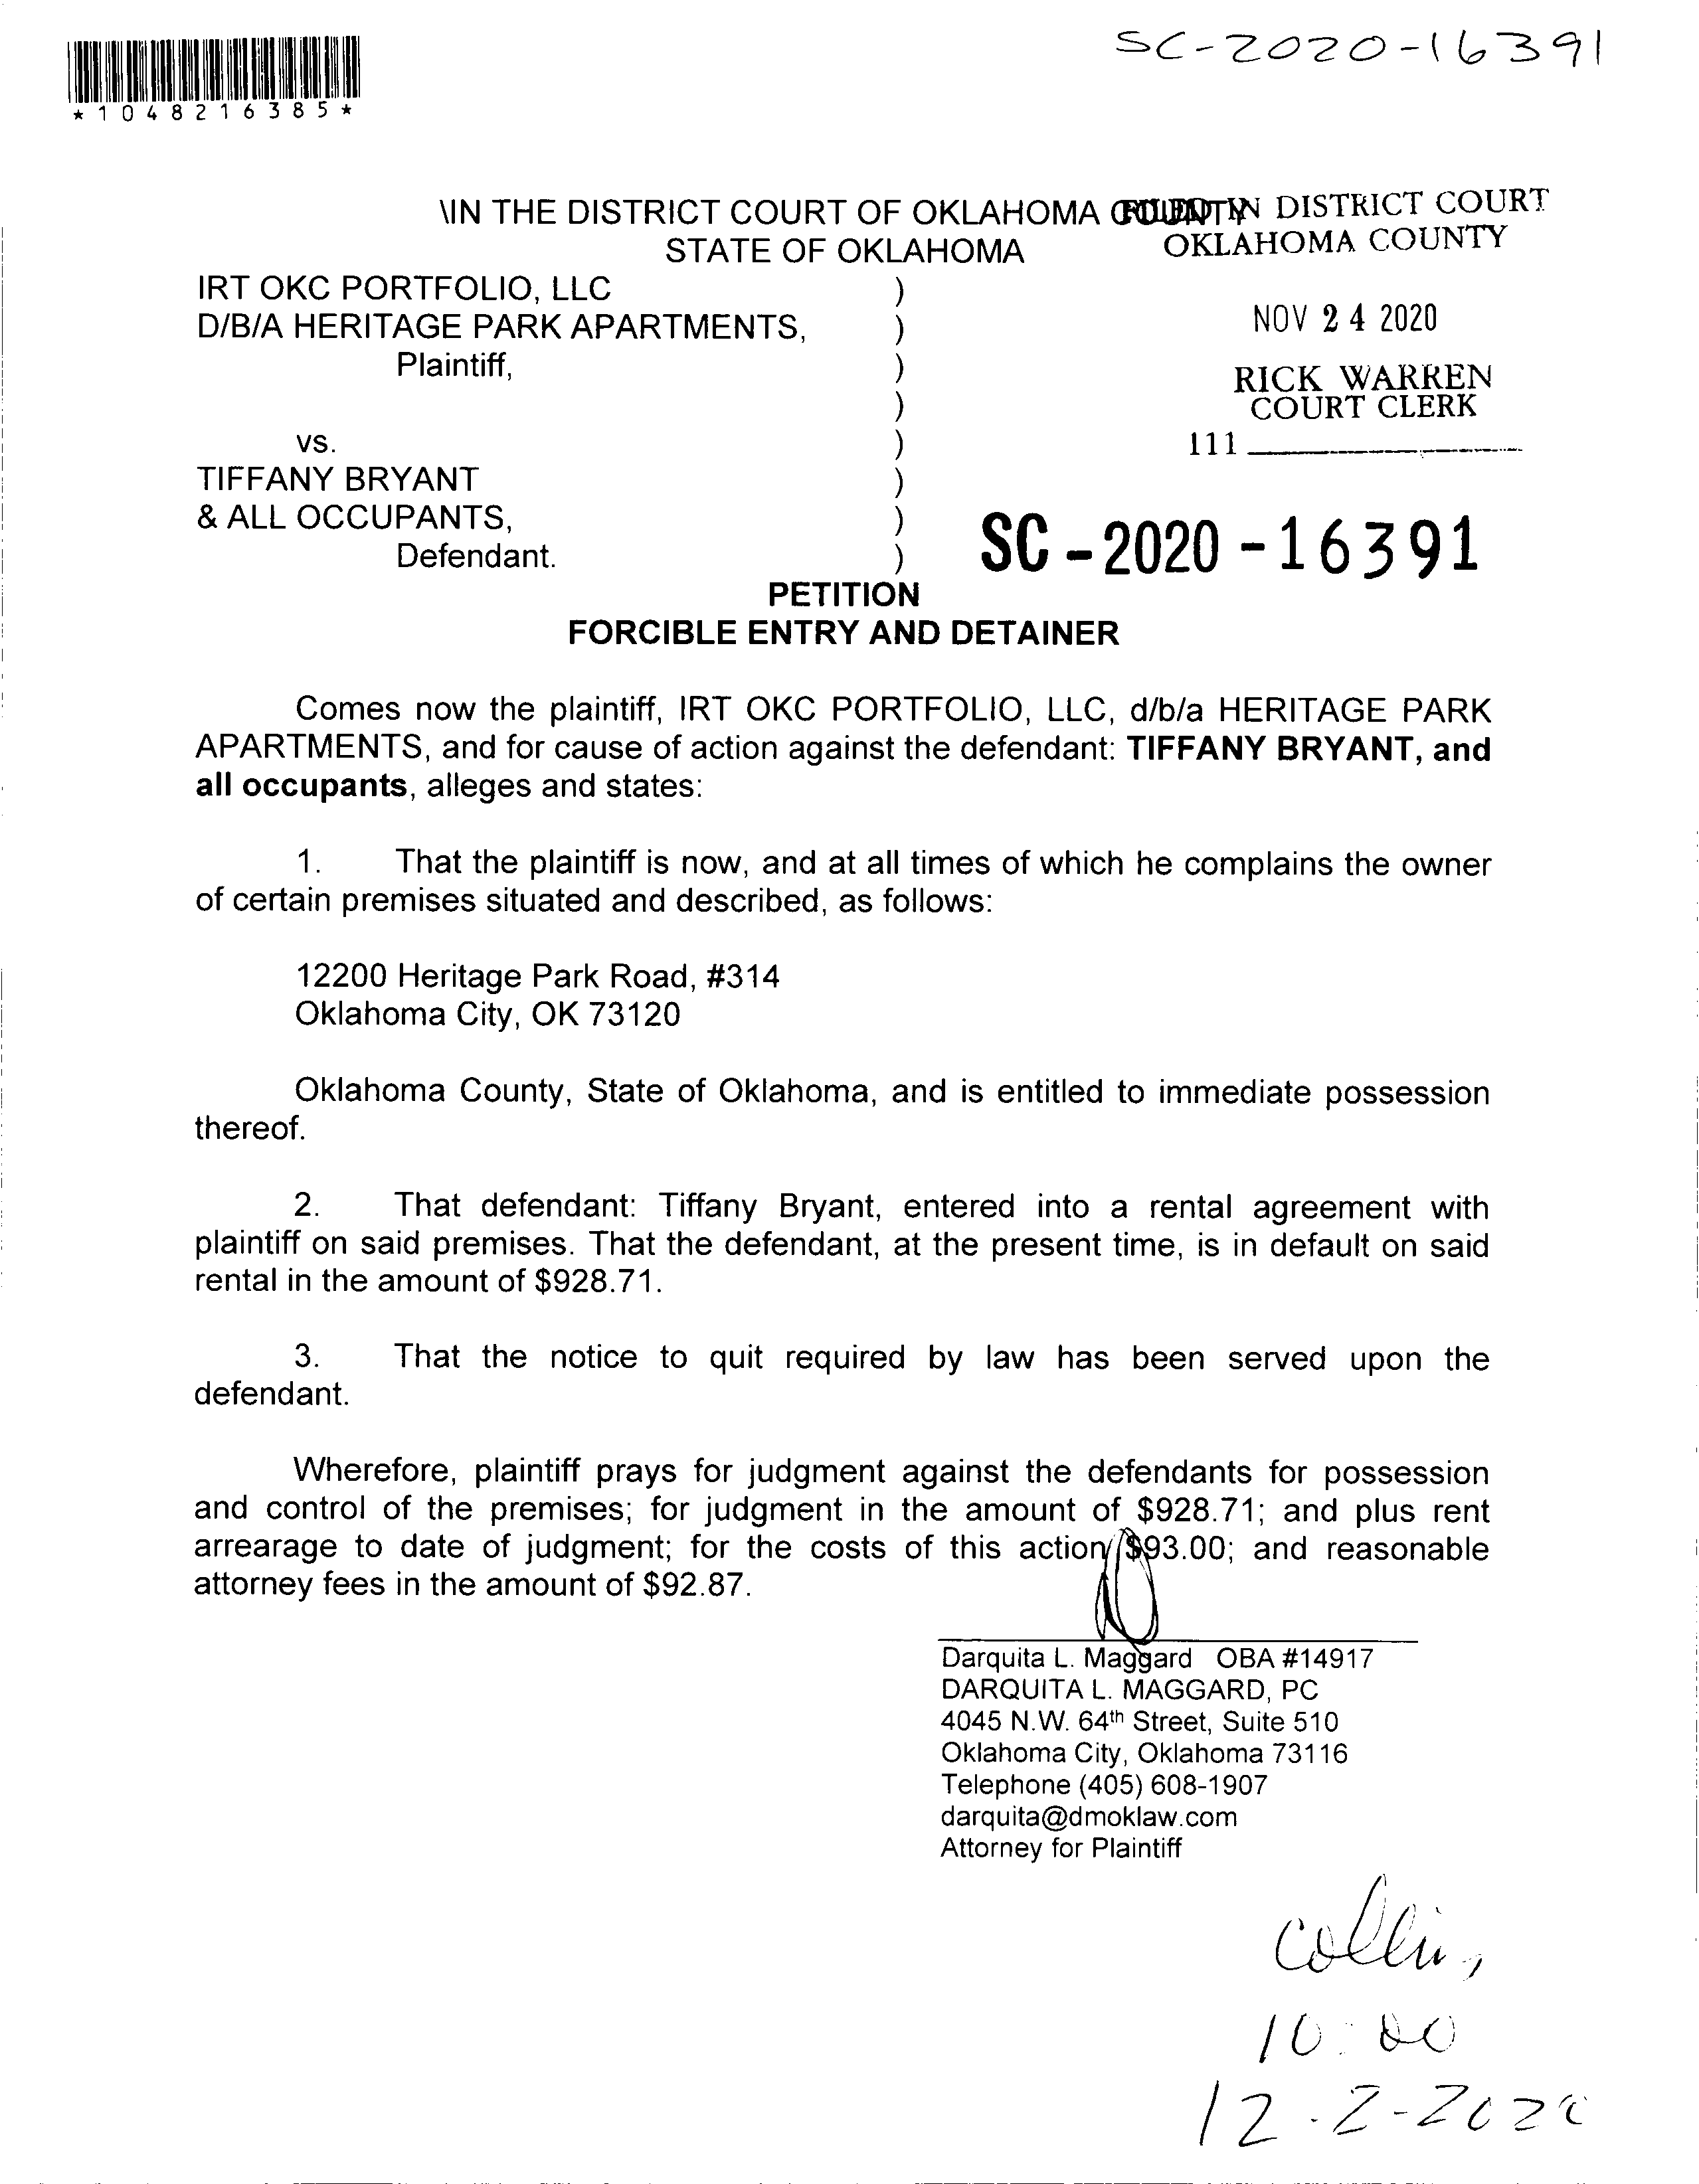 SC-2020-16391
*1048216385*
\IN THE DISTRICT COURT OF OKLAHOMA COUNTY
STATE OF OKLAHOMA
FILED IN DISTRICT COURT
OKLAHOMA COUNTY
NOV 24 2020
RICK WARREN
COURT CLERK
111
IRT OKC PORTFOLIO, LLC )
D/B/A HERITAGE PARK APARTMENTS, )
Plaintiff, )
)
vs. )
TIFFANY BRYANT )
& ALL OCCUPANTS, )
Defendant. )
SC-2020-16391
PETITION
FORCIBLE ENTRY AND DETAINER
Comes now the plaintiff, IRT OKC PORTFOLIO, LLC, d/b/a HERITAGE PARK
APARTMENTS, and for cause of action against the defendant: TIFFANY BRYANT, and
all occupants, alleges and states:
1. That the plaintiff is now, and at all times of which he complains the owner
of certain premises situated and described, as follows:
12200 Heritage Park Road, #314
Oklahoma City, OK 73120
Oklahoma County, State of Oklahoma, and is entitled to immediate possession
thereof.
2. That defendant: Tiffany Bryant, entered into a rental agreement with
plaintiff on said premises. That the defendant, at the present time, is in default on said
rental in the amount of $928.71.
3. That the notice to quit required by law has been served upon the
defendant.
Wherefore, plaintiff prays for judgment against the defendants for possession
and control of the premises; for judgment in the amount of $928.71; and plus rent
arrearage to date of judgment; for the costs of this action $93.00; and reasonable
attorney fees in the amount of $92.87.
Darquita L. Maggard OBA #14917
DARQUITA L. MAGGARD, PC
4045 N.W. 64th Street, Suite 510
Oklahoma City, Oklahoma 73116
Telephone (405) 608-1907
darquita@dmoklaw.com
Attorney for Plaintiff
10:00
12-2-2020